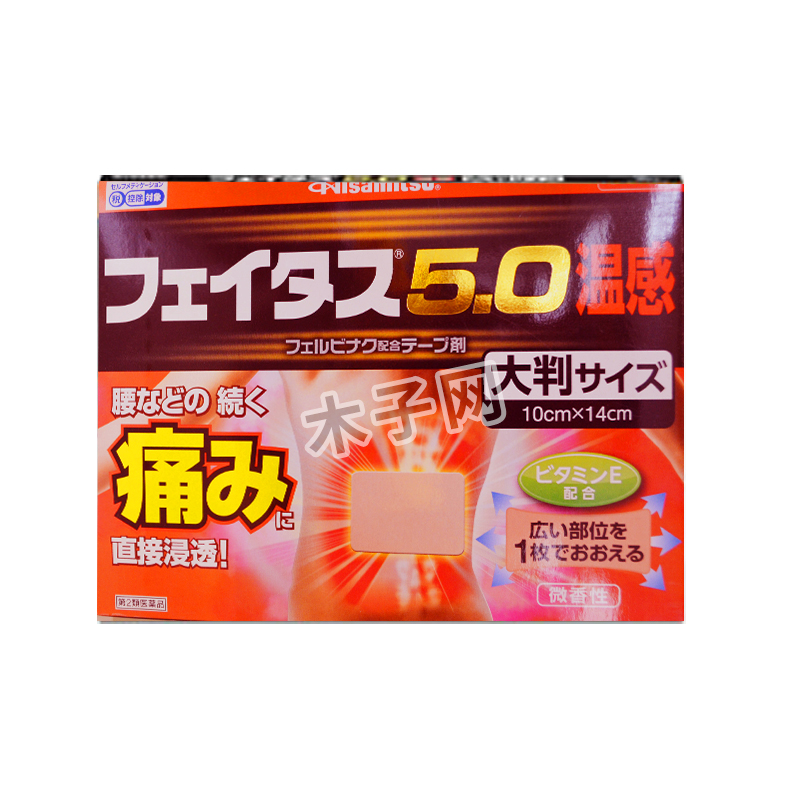 セルフメディケーション
税 控除 対象
Hisamitsu®
フェイタス®5.0温感
フェルビナク配合テープ剤
大判サイズ
10cm×14cm
腰などの 続く
痛みに
直接浸透!
木子网
ビタミンE
配合
広い部位を
1枚でおおえる
微香性
第2類医薬品